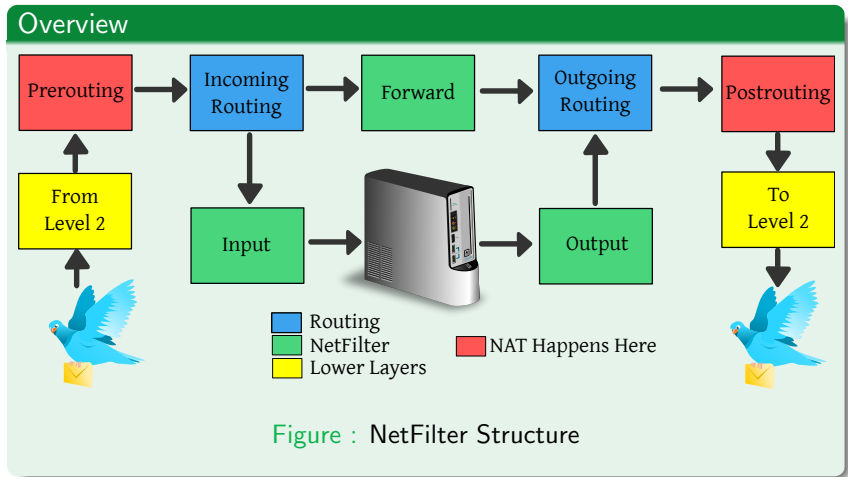 Overview
Prerouting
Incoming
Routing
Forward
Outgoing
Routing
Postrouting
From
Level 2
Input
Output
To
Level 2
Routing
NetFilter
Lower Layers
NAT Happens Here
Figure : NetFilter Structure